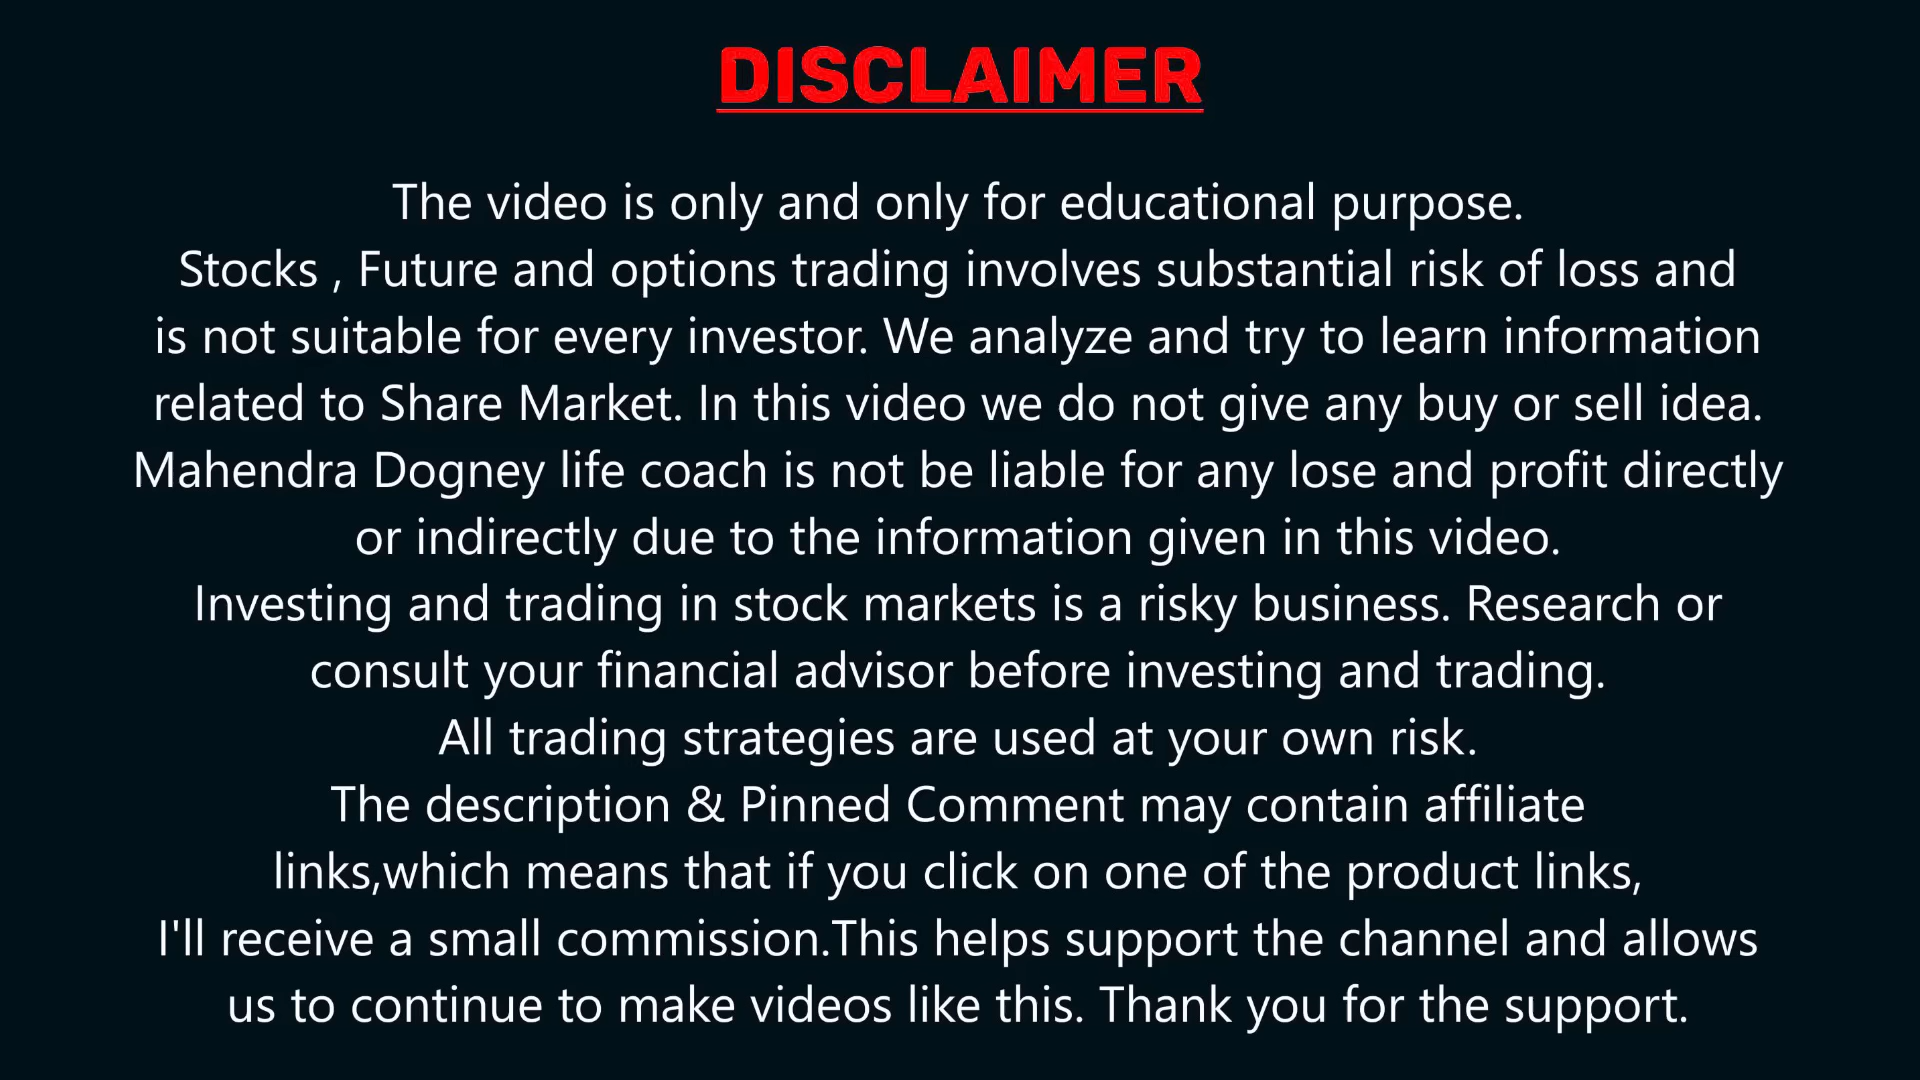 DISCLAIMER
The video is only and only for educational purpose.
Stocks , Future and options trading involves substantial risk of loss and
is not suitable for every investor. We analyze and try to learn information
related to Share Market. In this video we do not give any buy or sell idea.
Mahendra Dogney life coach is not be liable for any lose and profit directly
or indirectly due to the information given in this video.
Investing and trading in stock markets is a risky business. Research or
consult your financial advisor before investing and trading.
All trading strategies are used at your own risk.
The description & Pinned Comment may contain affiliate
links,which means that if you click on one of the product links,
I'll receive a small commission.This helps support the channel and allows
us to continue to make videos like this. Thank you for the support.